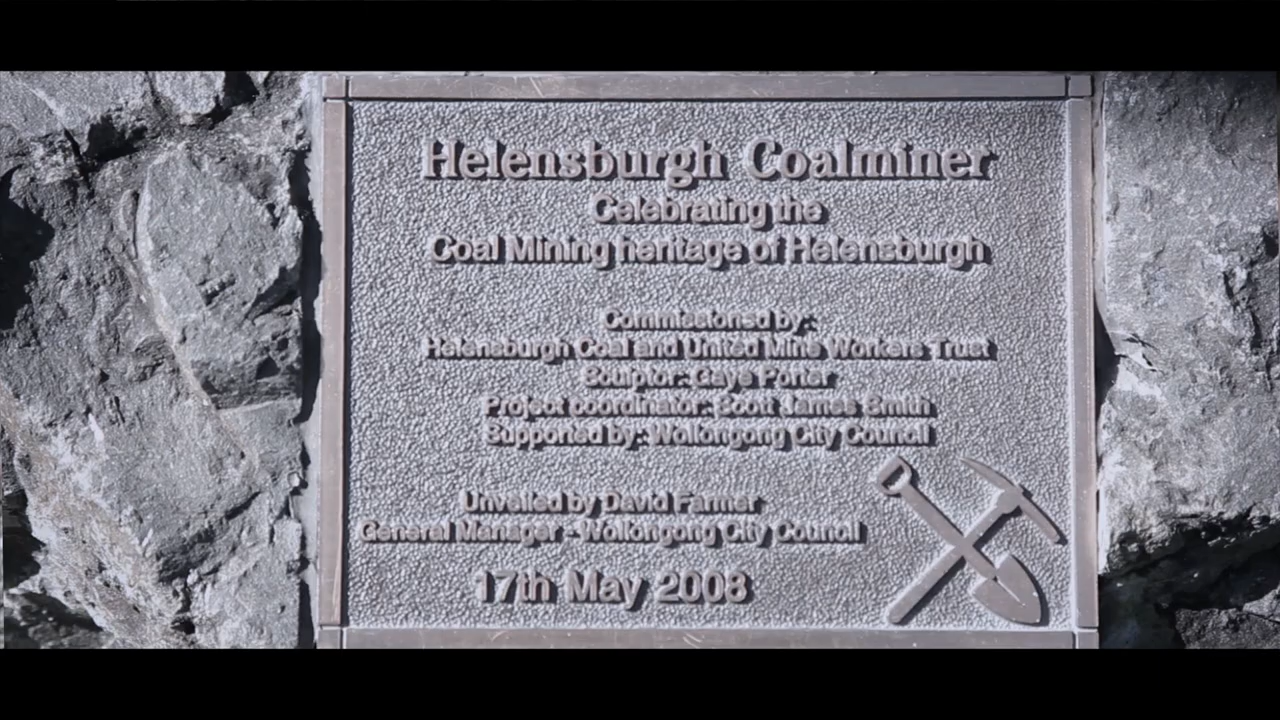 Helensburgh Coalminer
Celebrating the
Coal Mining heritage of Helensburgh
Commissioned by:
Helensburgh Coal and United Mine Workers Trust
Sculptor: Gaye Porter
Project coordinator: Scott James Smith
Supported by: Wollongong City Council
Unveiled by David Farmer
General Manager - Wollongong City Council
17th May 2008